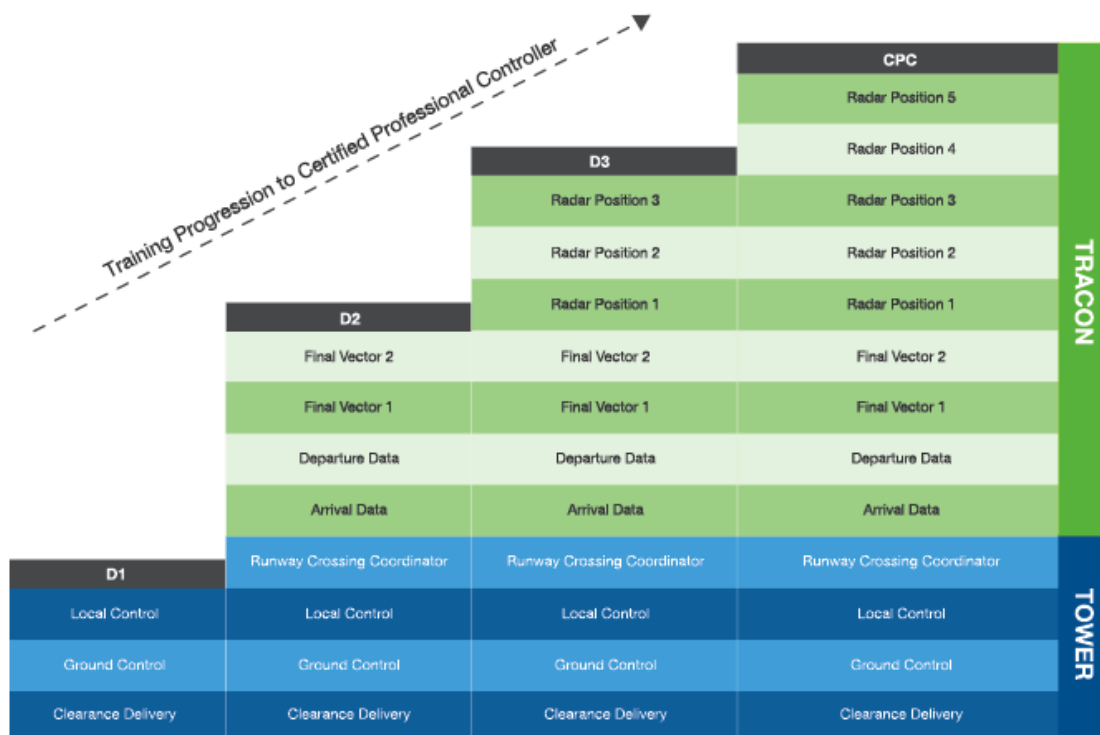 Training Progression to Certified Professional Controller
CPC
Radar Position 5
Radar Position 4
D3
Radar Position 3 Radar Position 3
Radar Position 2 Radar Position 2
Radar Position 1 Radar Position 1
TRACON
D2
Final Vector 2 Final Vector 2 Final Vector 2
Final Vector 1 Final Vector 1 Final Vector 1
Departure Data Departure Data Departure Data
Arrival Data Arrival Data Arrival Data
Runway Crossing Coordinator Runway Crossing Coordinator Runway Crossing Coordinator
D1
Local Control Local Control Local Control Local Control
Ground Control Ground Control Ground Control Ground Control
Clearance Delivery Clearance Delivery Clearance Delivery Clearance Delivery
TOWER